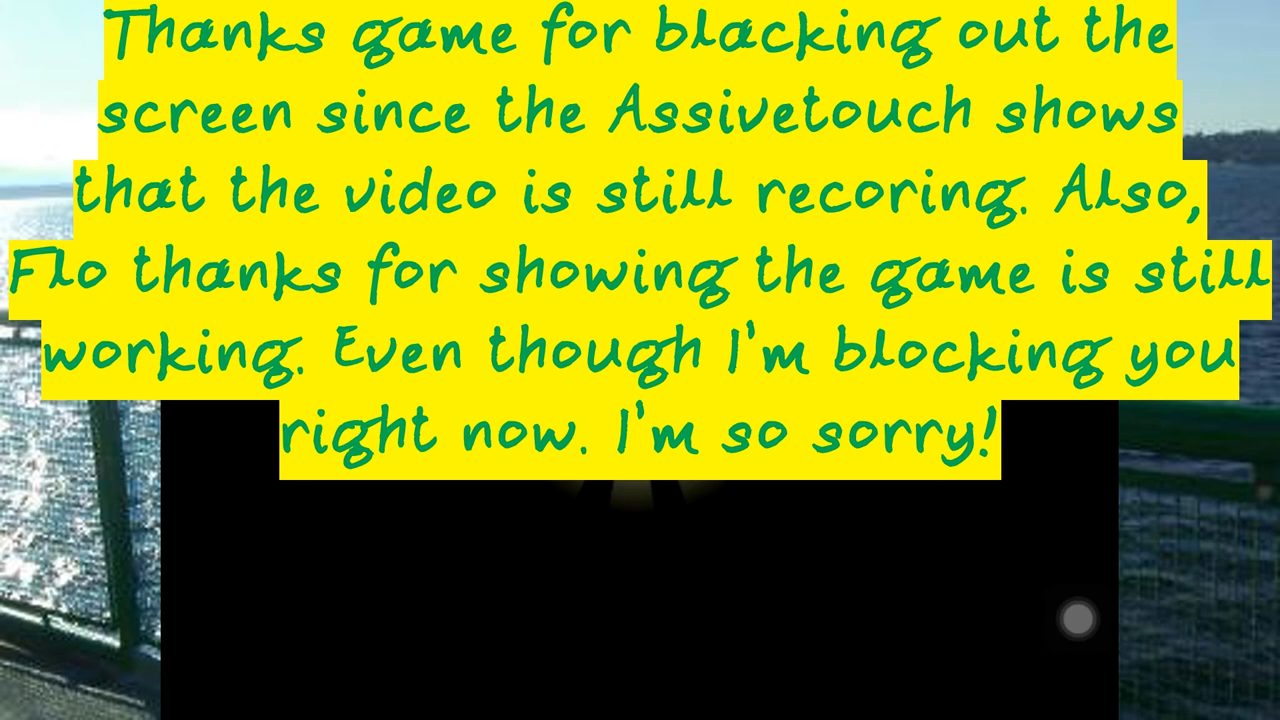 Thanks game for blacking out the
screen since the Assivetouch shows
that the video is still recoring. Also,
Flo thanks for showing the game is still
working. Even though I'm blocking you
right now. I'm so sorry!